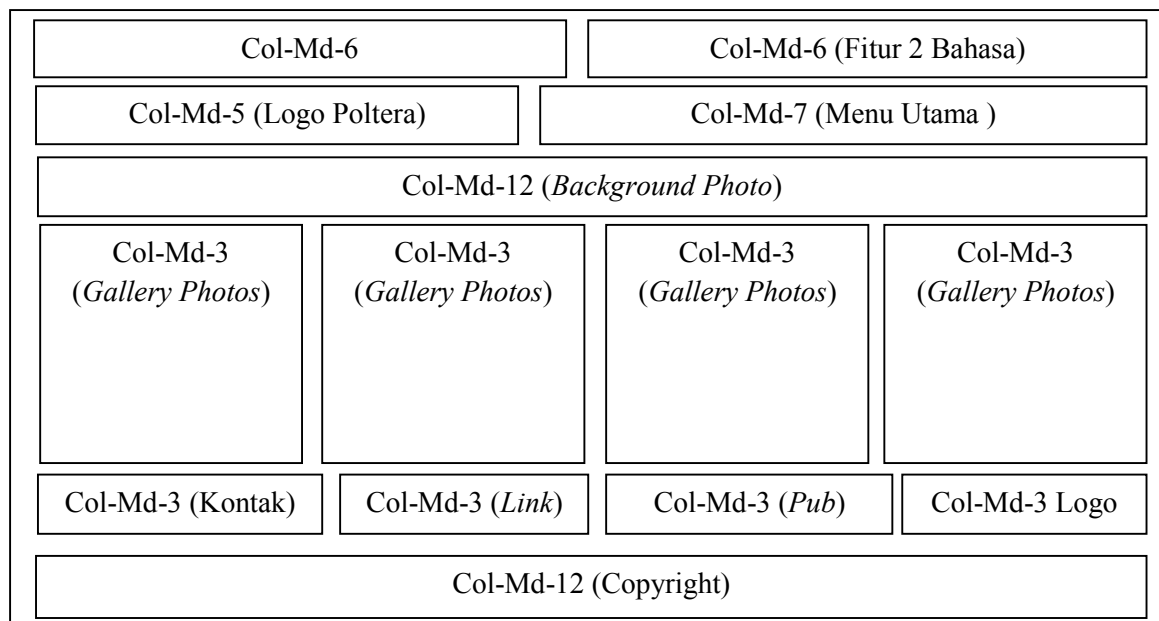 Col-Md-6
Col-Md-6 (Fitur 2 Bahasa)
Col-Md-5 (Logo Poltera)
Col-Md-7 (Menu Utama )
Col-Md-12 (Background Photo)
Col-Md-3
(Gallery Photos)
Col-Md-3
(Gallery Photos)
Col-Md-3
(Gallery Photos)
Col-Md-3
(Gallery Photos)
Col-Md-3 (Kontak)
Col-Md-3 (Link)
Col-Md-3 (Pub)
Col-Md-3 Logo
Col-Md-12 (Copyright)